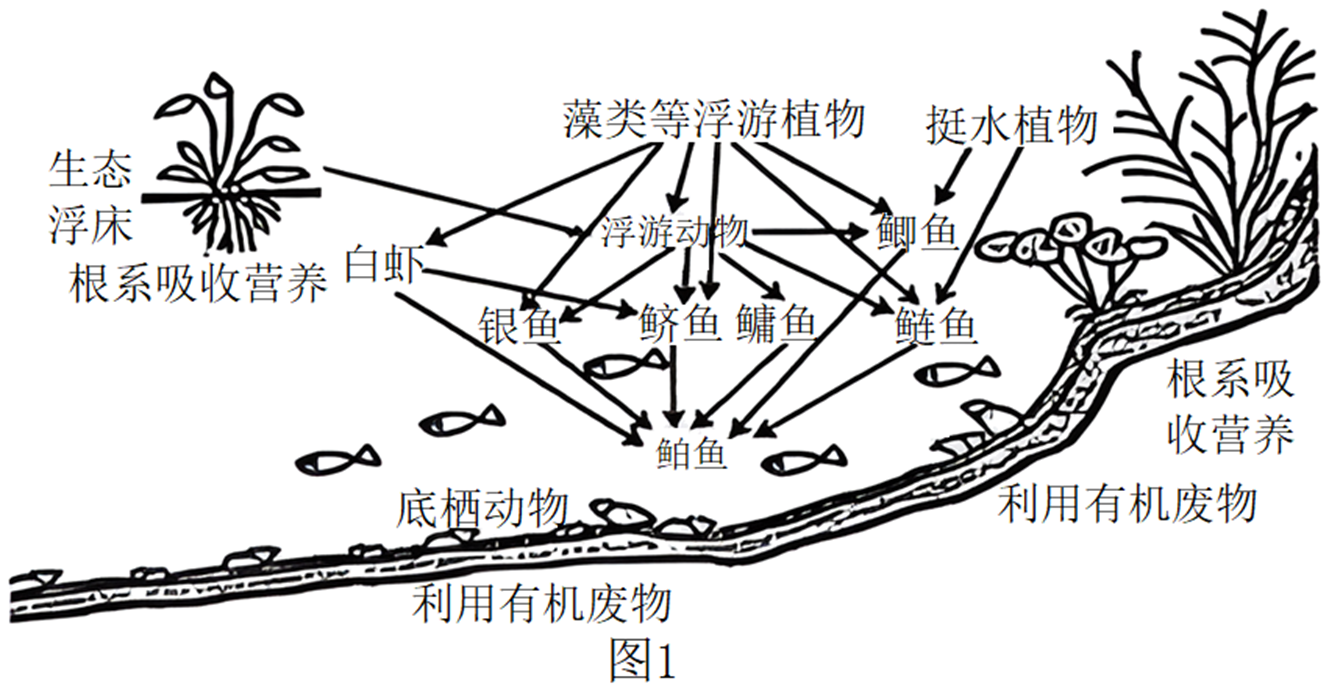 藻类等浮游植物
挺水植物
生态
浮床
浮游动物
鲫鱼
根系吸收营养
白虾
银鱼
鲚鱼
鳙鱼
鲢鱼
根系吸
收营养
鲌鱼
底栖动物
利用有机废物
利用有机废物
图1